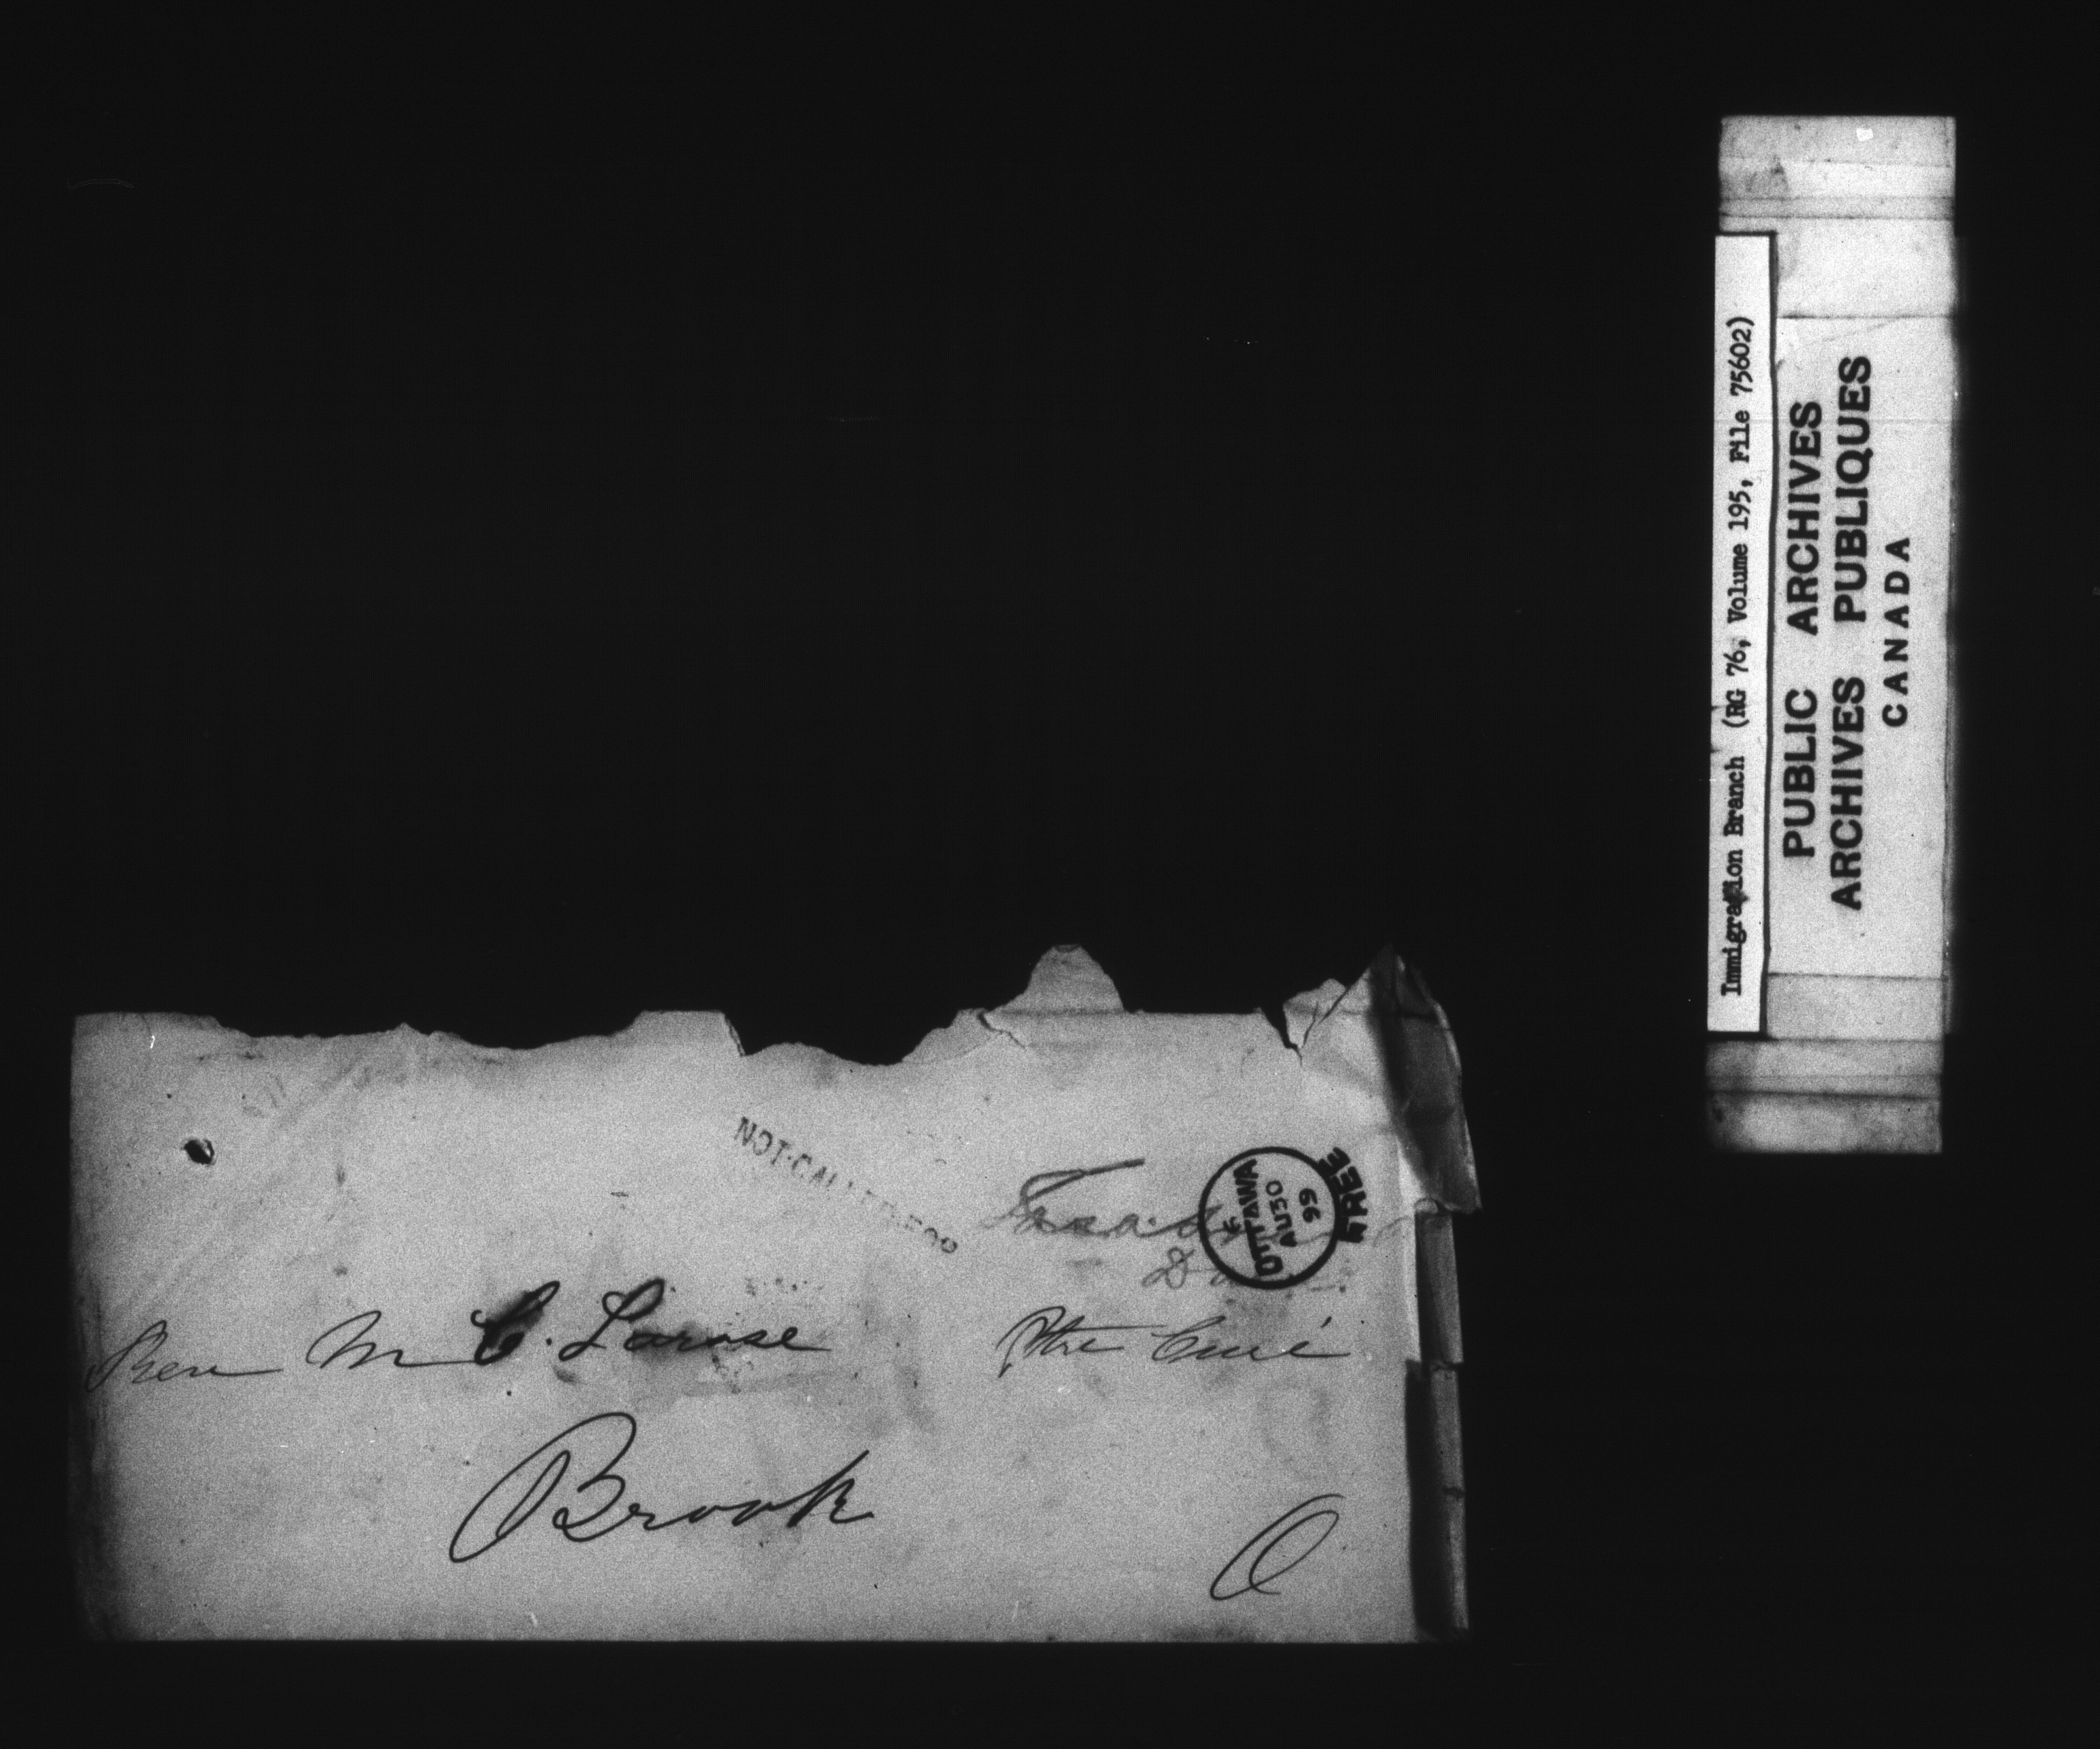 NOT CALLED FOR
OTTAWA
AU 30
99
FREE
Rev M C. Larose Ptre Curé
Brook
O
Immigration Branch (RG 76, Volume 195, File 75602)
PUBLIC ARCHIVES
ARCHIVES PUBLIQUES
CANADA